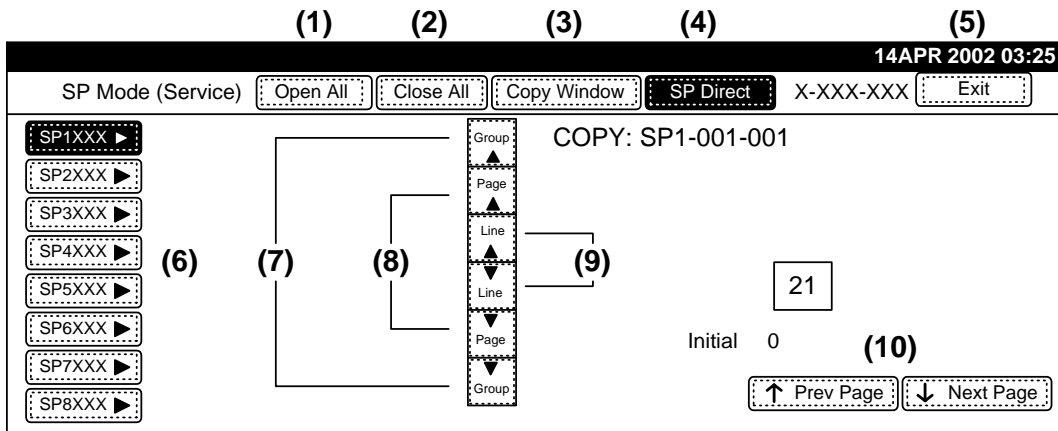 (1) (2) (3) (4) (5)
14APR 2002 03:25
SP Mode (Service) Open All Close All Copy Window SP Direct X-XXX-XXX Exit
SP1XXX
SP2XXX
SP3XXX
SP4XXX
SP5XXX
SP6XXX
SP7XXX
SP8XXX
(6)
(7)
(8)
Group
Page
Line
Line
Page
Group
(9)
COPY: SP1-001-001
21
Initial 0
(10)
Prev Page Next Page